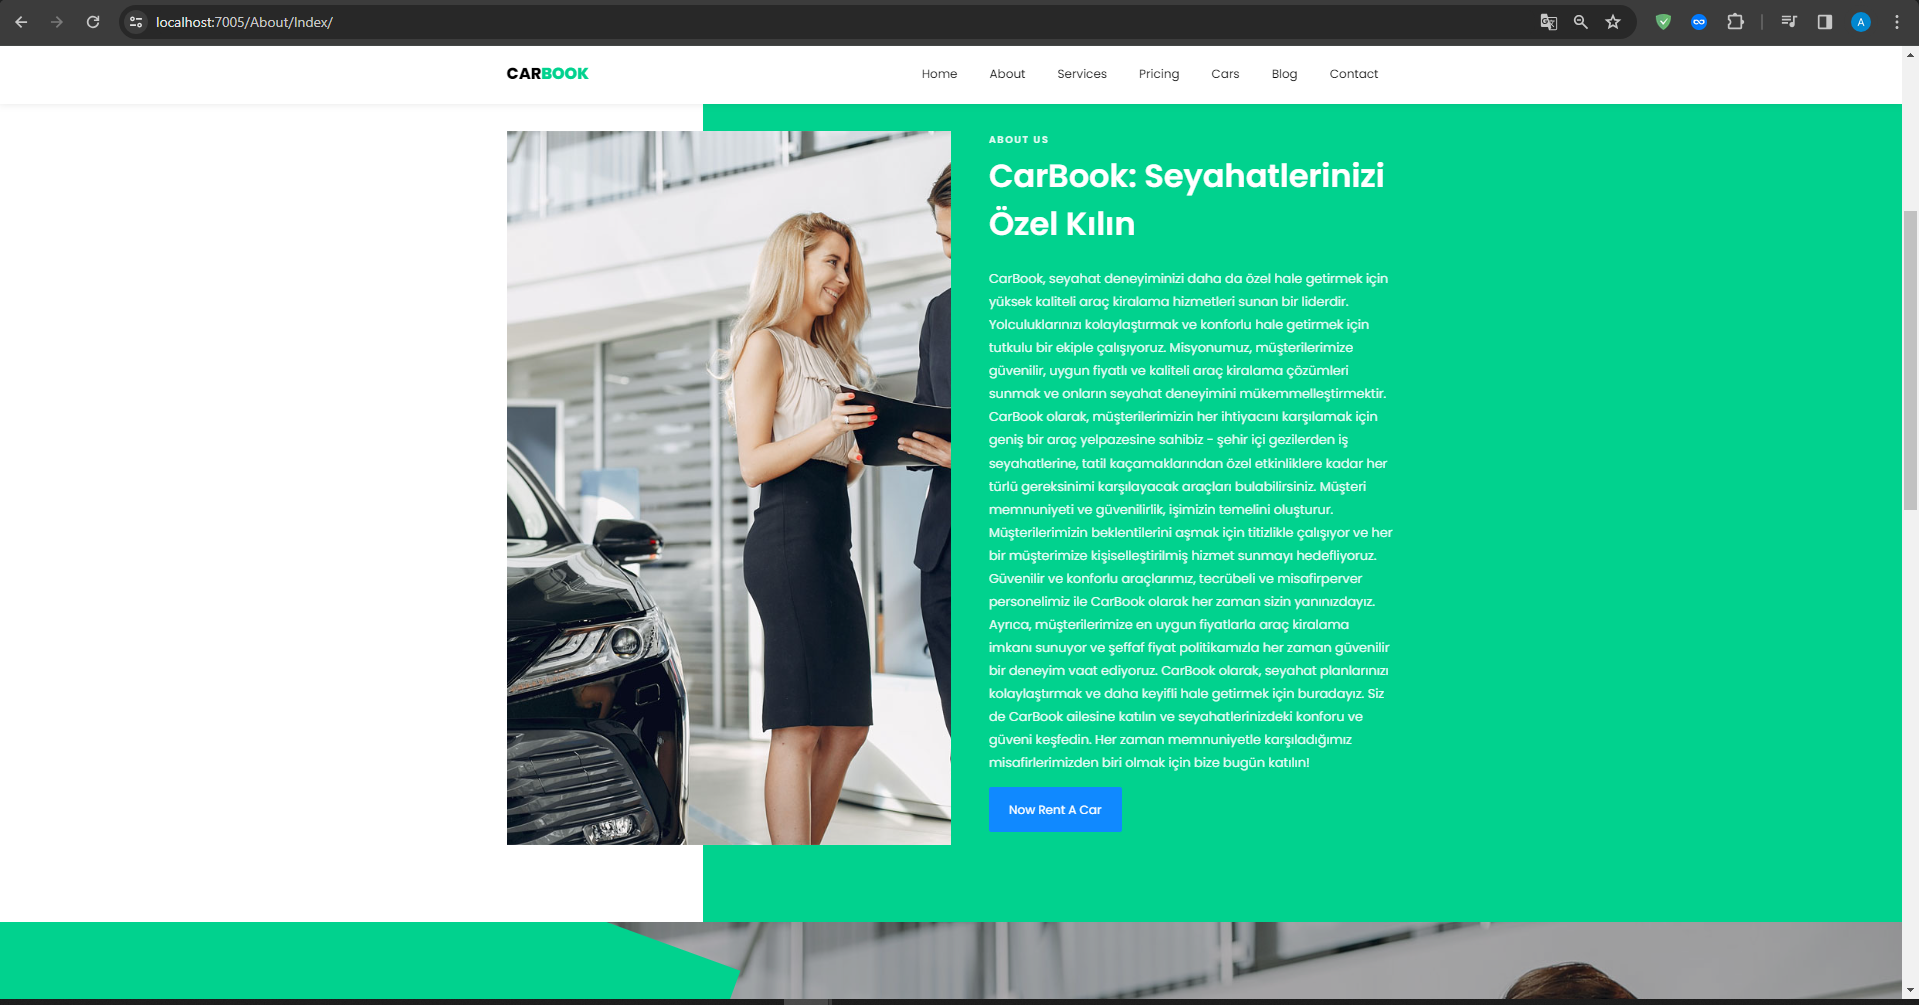 localhost:7005/About/Index/
A
CARBOOK
Home About Services Pricing Cars Blog Contact
ABOUT US
CarBook: Seyahatlerinizi
Özel Kılın
CarBook, seyahat deneyiminizi daha da özel hale getirmek için
yüksek kaliteli araç kiralama hizmetleri sunan bir liderdir.
Yolculuklarınızı kolaylaştırmak ve konforlu hale getirmek için
tutkulu bir ekiple çalışıyoruz. Misyonumuz, müşterilerimize
güvenilir, uygun fiyatlı ve kaliteli araç kiralama çözümleri
sunmak ve onların seyahat deneyimini mükemmelleştirmektir.
CarBook olarak, müşterilerimizin her ihtiyacını karşılamak için
geniş bir araç yelpazesine sahibiz - şehir içi gezilerden iş
seyahatlerine, tatil kaçamaklarından özel etkinliklere kadar her
türlü gereksinimi karşılayacak araçları bulabilirsiniz. Müşteri
memnuniyeti ve güvenilirlik, işimizin temelini oluşturur.
Müşterilerimizin beklentilerini aşmak için titizlikle çalışıyor ve her
bir müşterimize kişiselleştirilmiş hizmet sunmayı hedefliyoruz.
Güvenilir ve konforlu araçlarımız, tecrübeli ve misafirperver
personelimiz ile CarBook olarak her zaman sizin yanınızdayız.
Ayrıca, müşterilerimize en uygun fiyatlarla araç kiralama
imkanı sunuyor ve şeffaf fiyat politikamızla her zaman güvenilir
bir deneyim vaat ediyoruz. CarBook olarak, seyahat planlarınızı
kolaylaştırmak ve daha keyifli hale getirmek için buradayız. Siz
de CarBook ailesine katılın ve seyahatlerinizdeki konforu ve
güveni keşfedin. Her zaman memnuniyetle karşıladığımız
misafirlerimizden biri olmak için bize bugün katılın!
Now Rent A Car